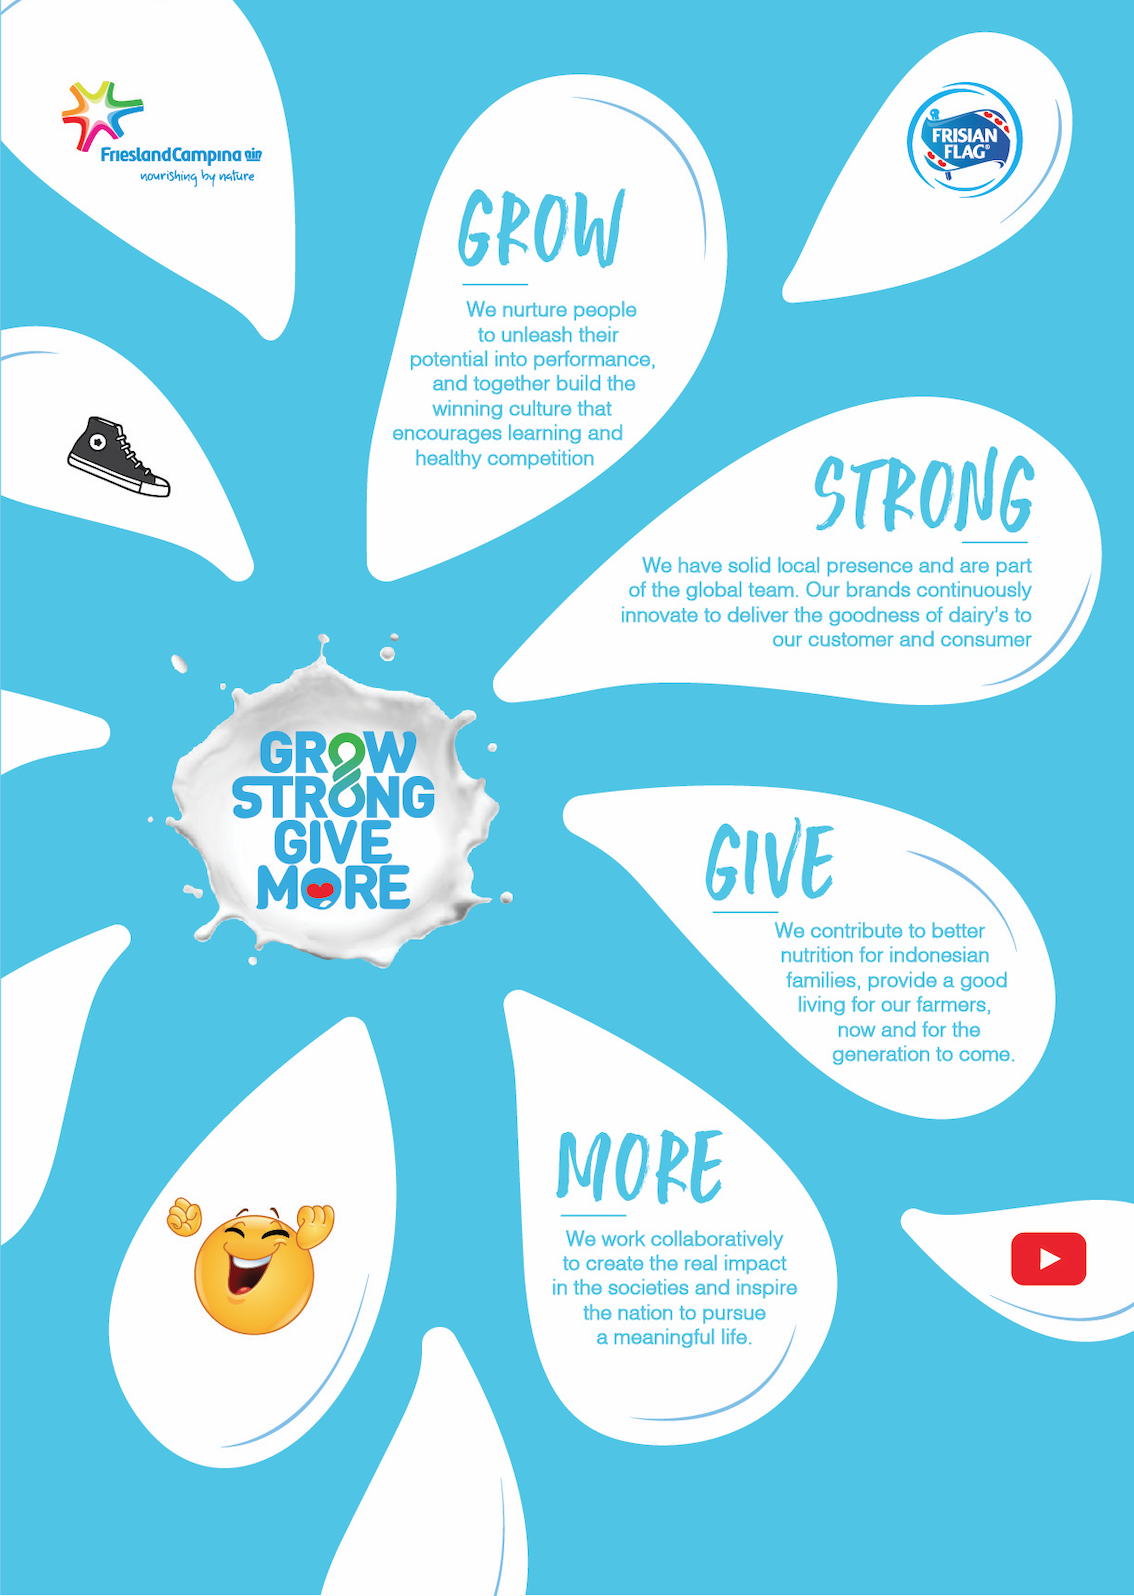 FrieslandCampina
nourishing by nature
FRISIAN
FLAG®
GROW
We nurture people
to unleash their
potential into performance,
and together build the
winning culture that
encourages learning and
healthy competition
STRONG
We have solid local presence and are part
of the global team. Our brands continuously
innovate to deliver the goodness of dairy's to
our customer and consumer
GROW
STRONG
GIVE
MORE
GIVE
We contribute to better
nutrition for indonesian
families, provide a good
living for our farmers,
now and for the
generation to come.
MORE
We work collaboratively
to create the real impact
in the societies and inspire
the nation to pursue
a meaningful life.